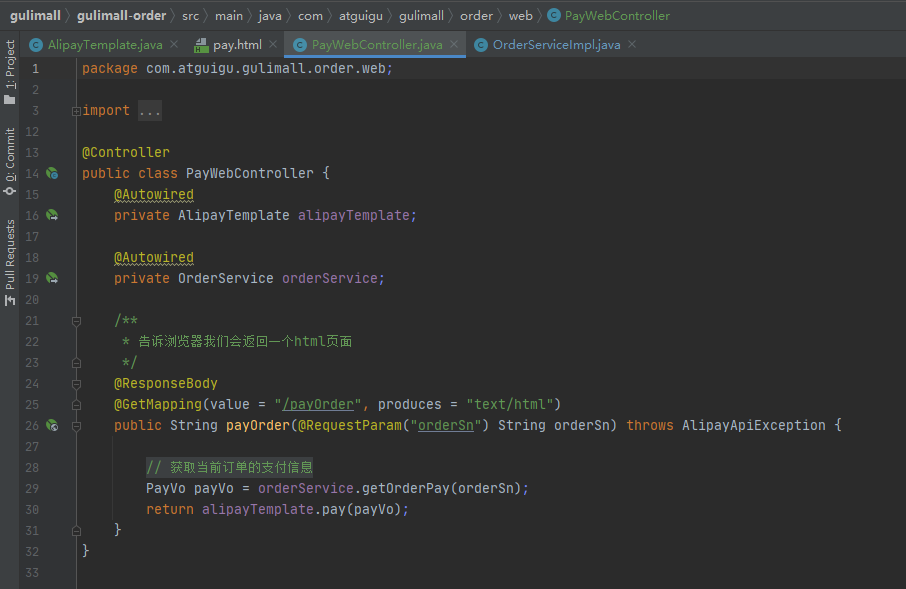 gulimall gulimall-order src main java com atguigu gulimall order web PayWebController
AlipayTemplate.java pay.html PayWebController.java OrderServiceImpl.java
1: Project
0: Commit
Pull Requests
1 package com.atguigu.gulimall.order.web;
2
3 import ...
12
13 @Controller
14 public class PayWebController {
15 @Autowired
16 private AlipayTemplate alipayTemplate;
17
18 @Autowired
19 private OrderService orderService;
20
21 /**
22 * 告诉浏览器我们会返回一个html页面
23 */
24 @ResponseBody
25 @GetMapping(value = "/payOrder", produces = "text/html")
26 public String payOrder(@RequestParam("orderSn") String orderSn) throws AlipayApiException {
27
28 // 获取当前订单的支付信息
29 PayVo payVo = orderService.getOrderPay(orderSn);
30 return alipayTemplate.pay(payVo);
31 }
32 }
33